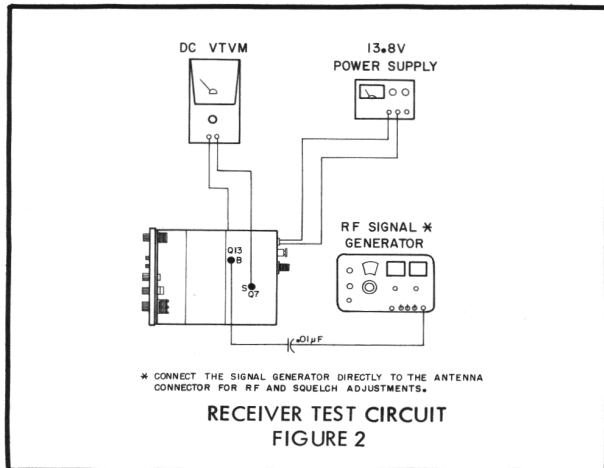 DC VTVM
13.8V
POWER SUPPLY
RF SIGNAL *
GENERATOR
Q13
B
S
Q7
.01µF
* CONNECT THE SIGNAL GENERATOR DIRECTLY TO THE ANTENNA
CONNECTOR FOR RF AND SQUELCH ADJUSTMENTS.
RECEIVER TEST CIRCUIT
FIGURE 2